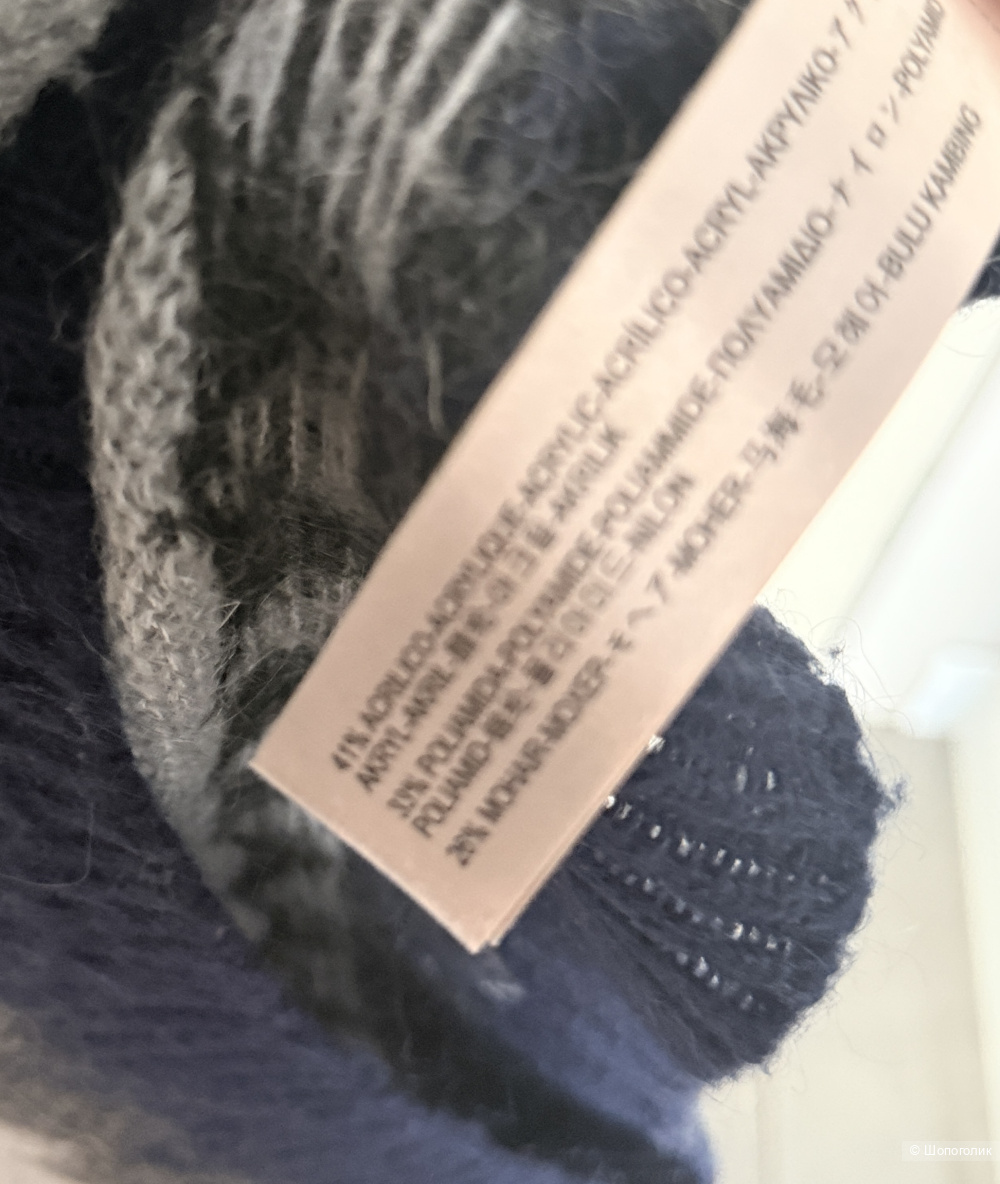 41% ACRILICO-ACRYLIQUE-ACRYLIC-ACRÍLICO-ACRYL-ΑΚΡΥΛΙΚΟ-アク
AKRYL-AKRIL-腈纶-아크릴-AKRILIK
33% POLIAMIDA-POLYAMIDE-POLIAMMIDE-ΠΟΛΥΑΜΙΔΙΟ-ナイロン-POLYAMID
POLIAMID-锦纶-폴리아미드-NILON
26% MOHAIR-MOXEP-モヘア-MOHER-马海毛-모헤어-BULU KAMBING
© Шопоголик